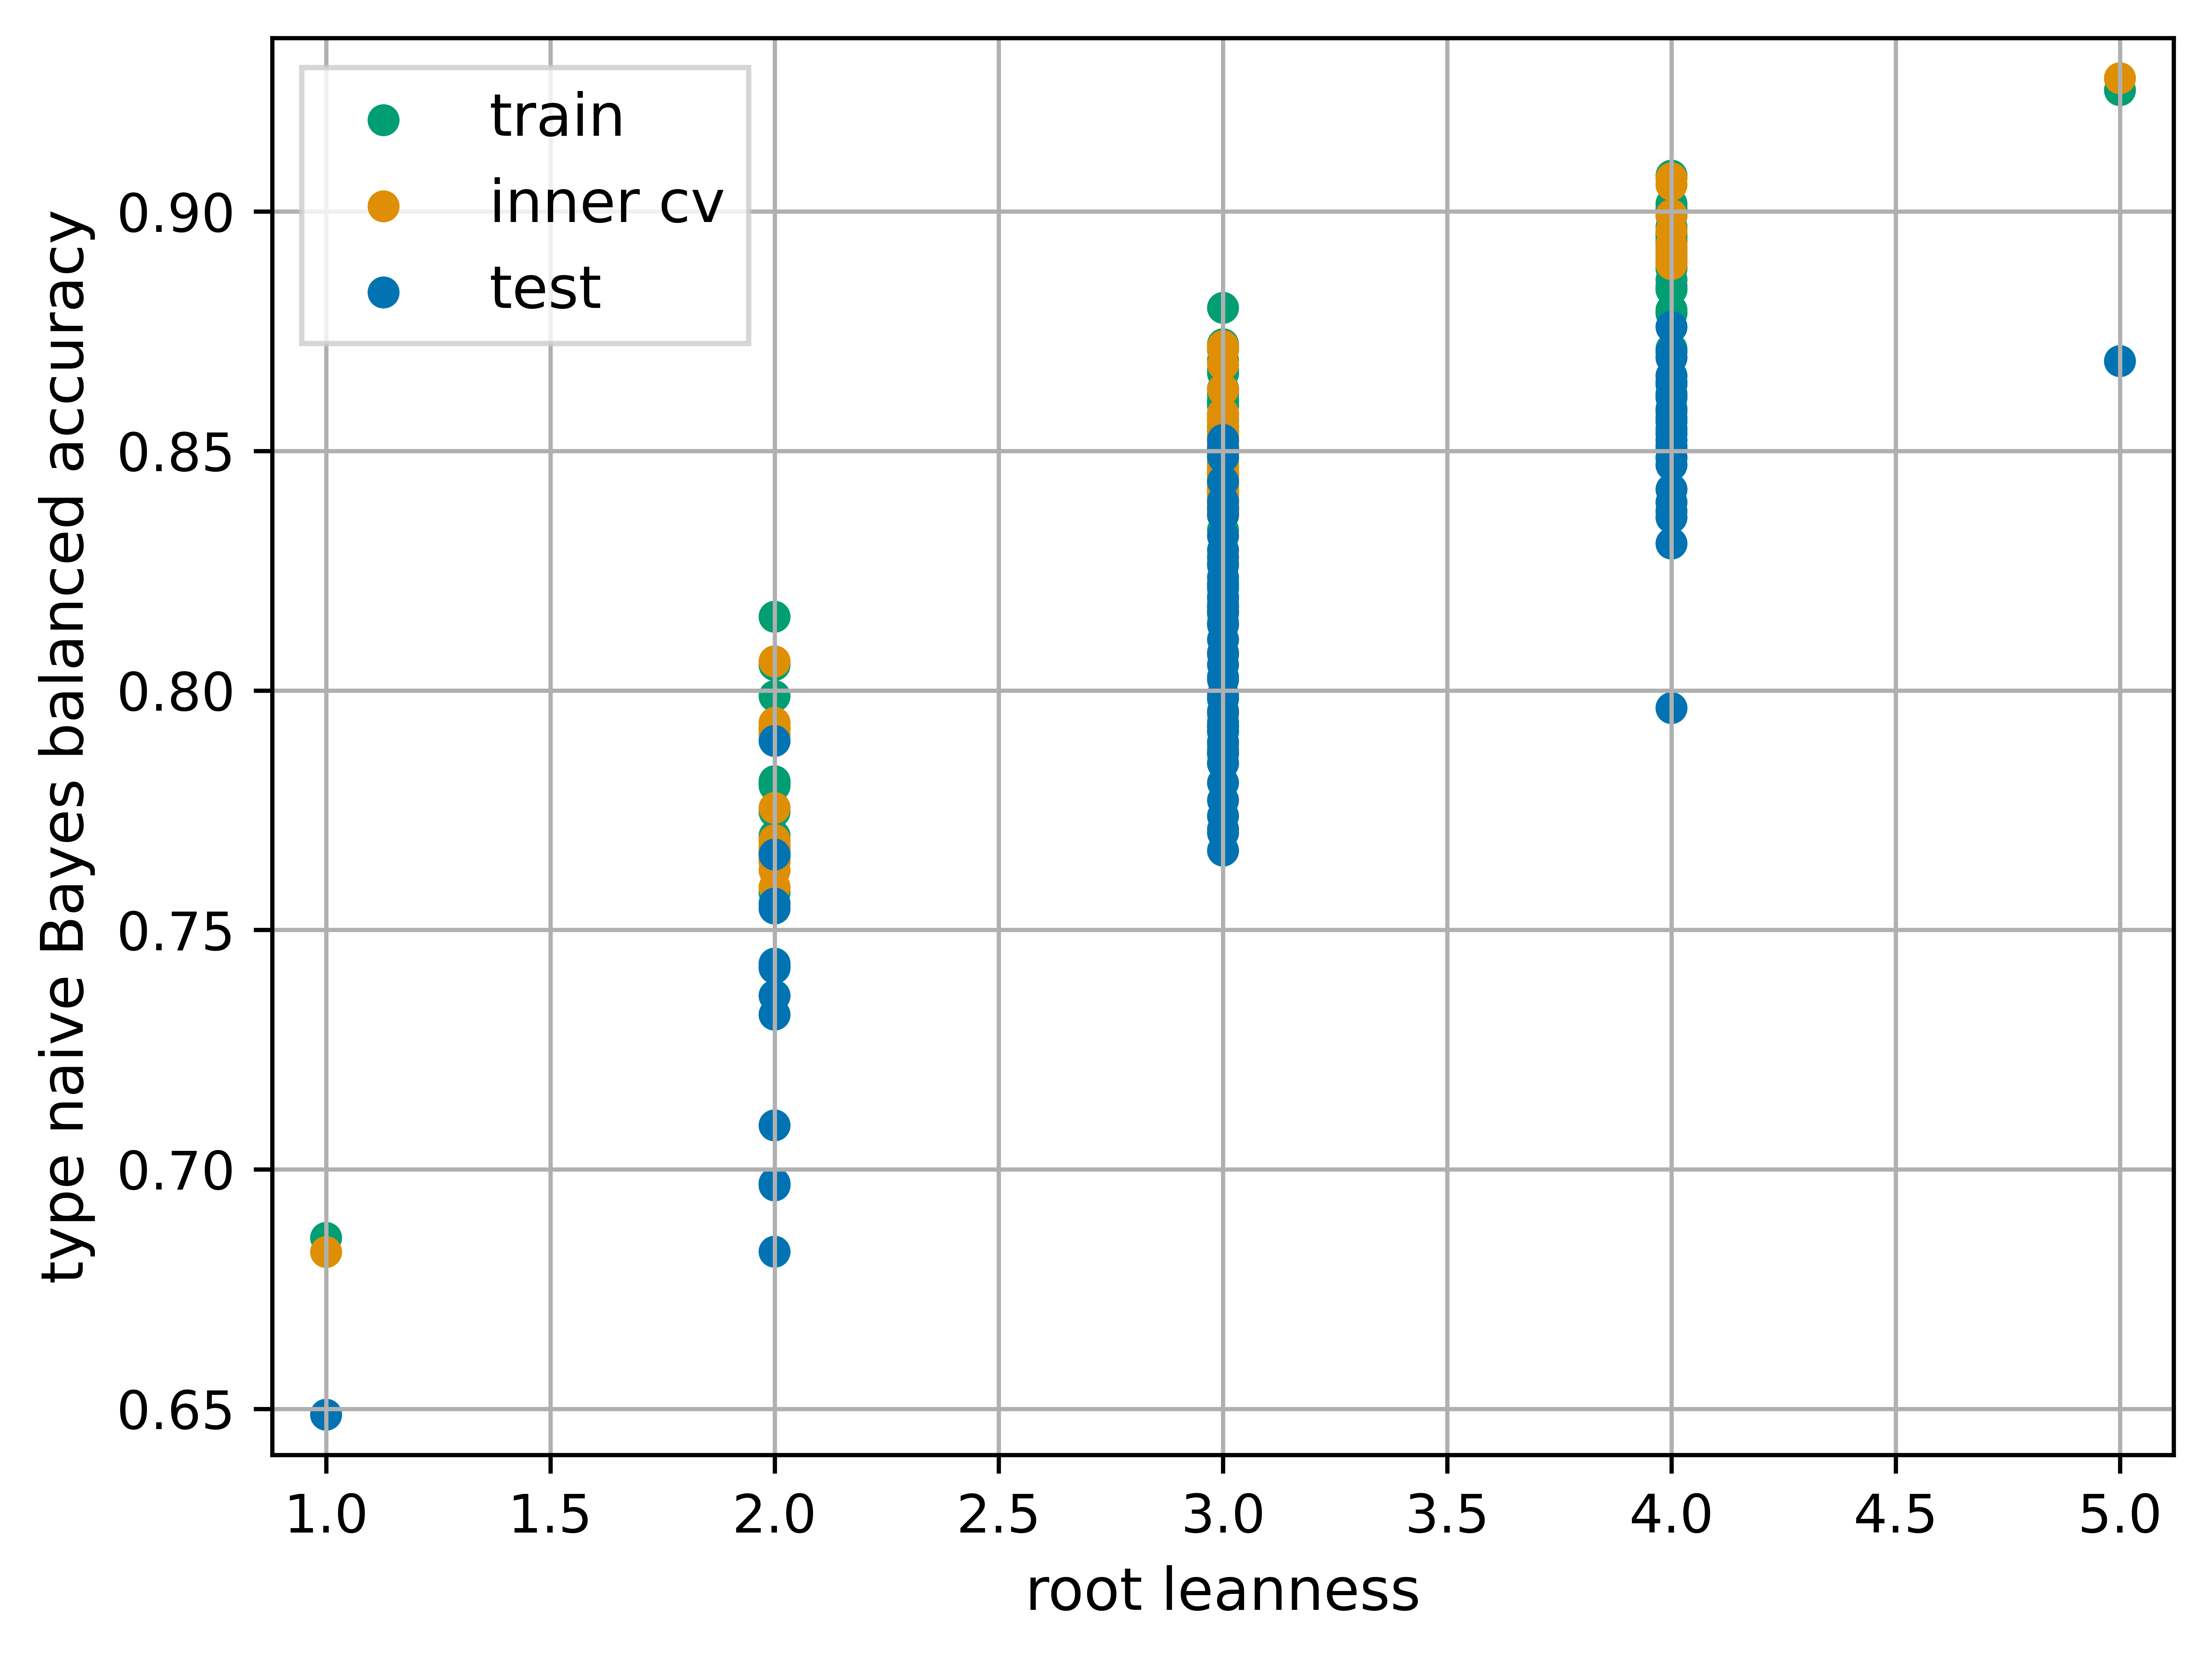 train
inner cv
test
type naive Bayes balanced accuracy
0.90
0.85
0.80
0.75
0.70
0.65
1.0 1.5 2.0 2.5 3.0 3.5 4.0 4.5 5.0
root leanness